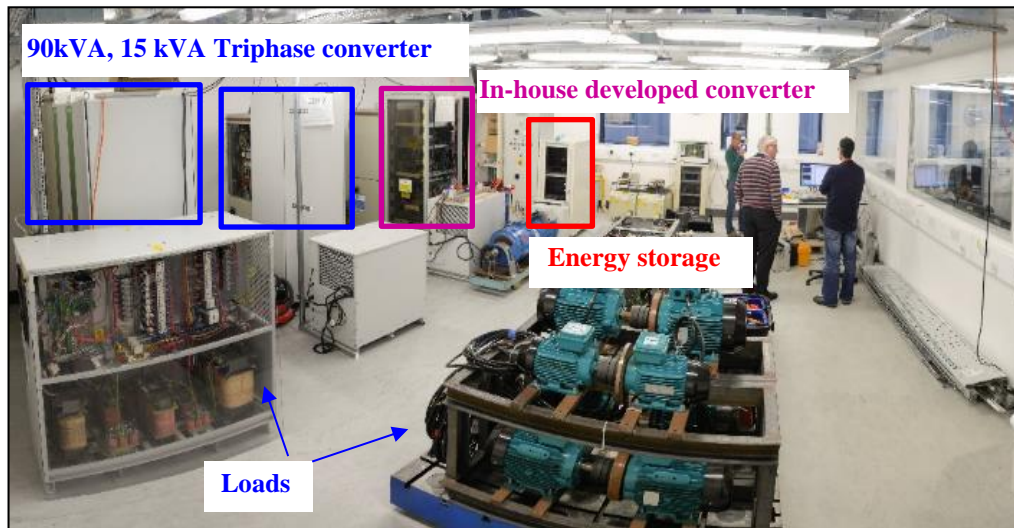 90kVA, 15 kVA Triphase converter
In-house developed converter
Energy storage
Loads